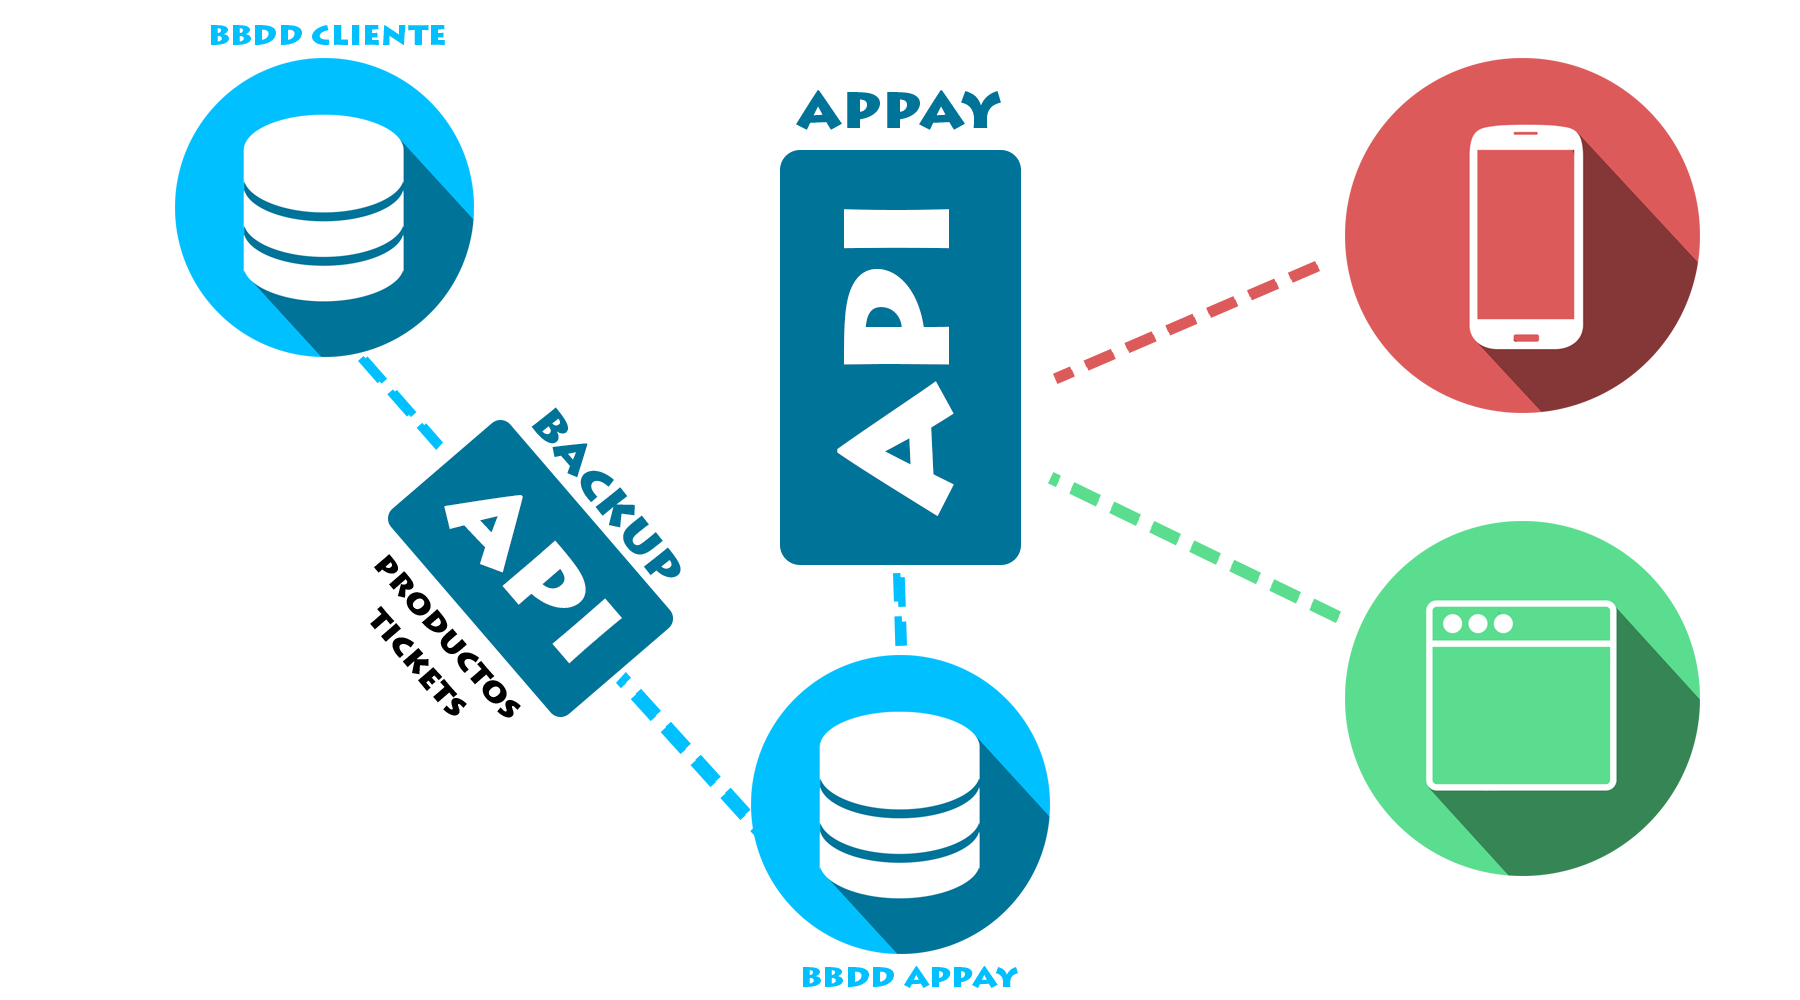 BBDD CLIENTE
APPAY
API
BACKUP
API
PRODUCTOS
TICKETS
BBDD APPAY